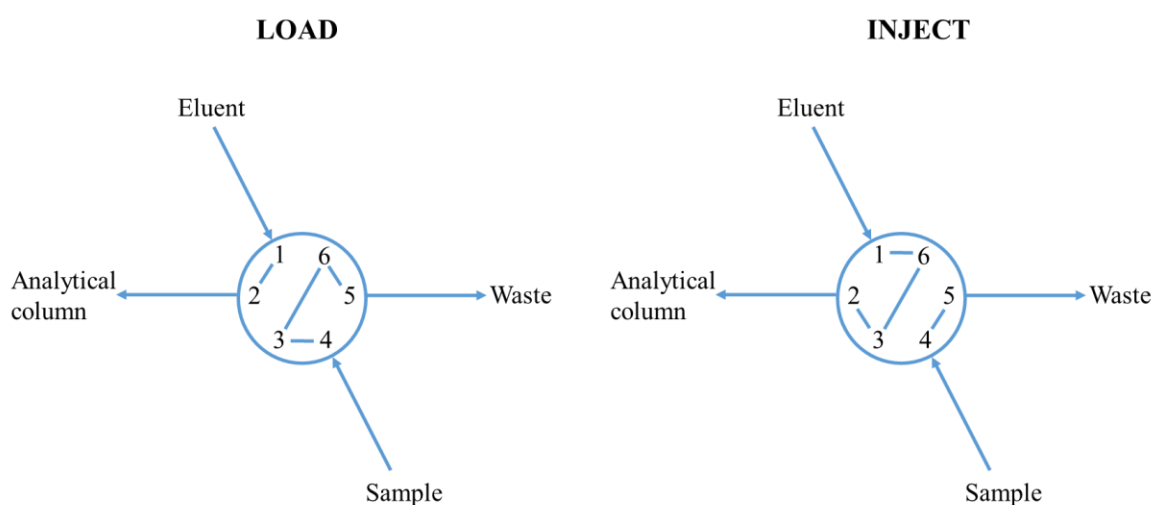 LOAD
Eluent
1 6
Analytical
column
2 5
Waste
3 4
Sample
INJECT
Eluent
1 6
Analytical
column
2 5
Waste
3 4
Sample